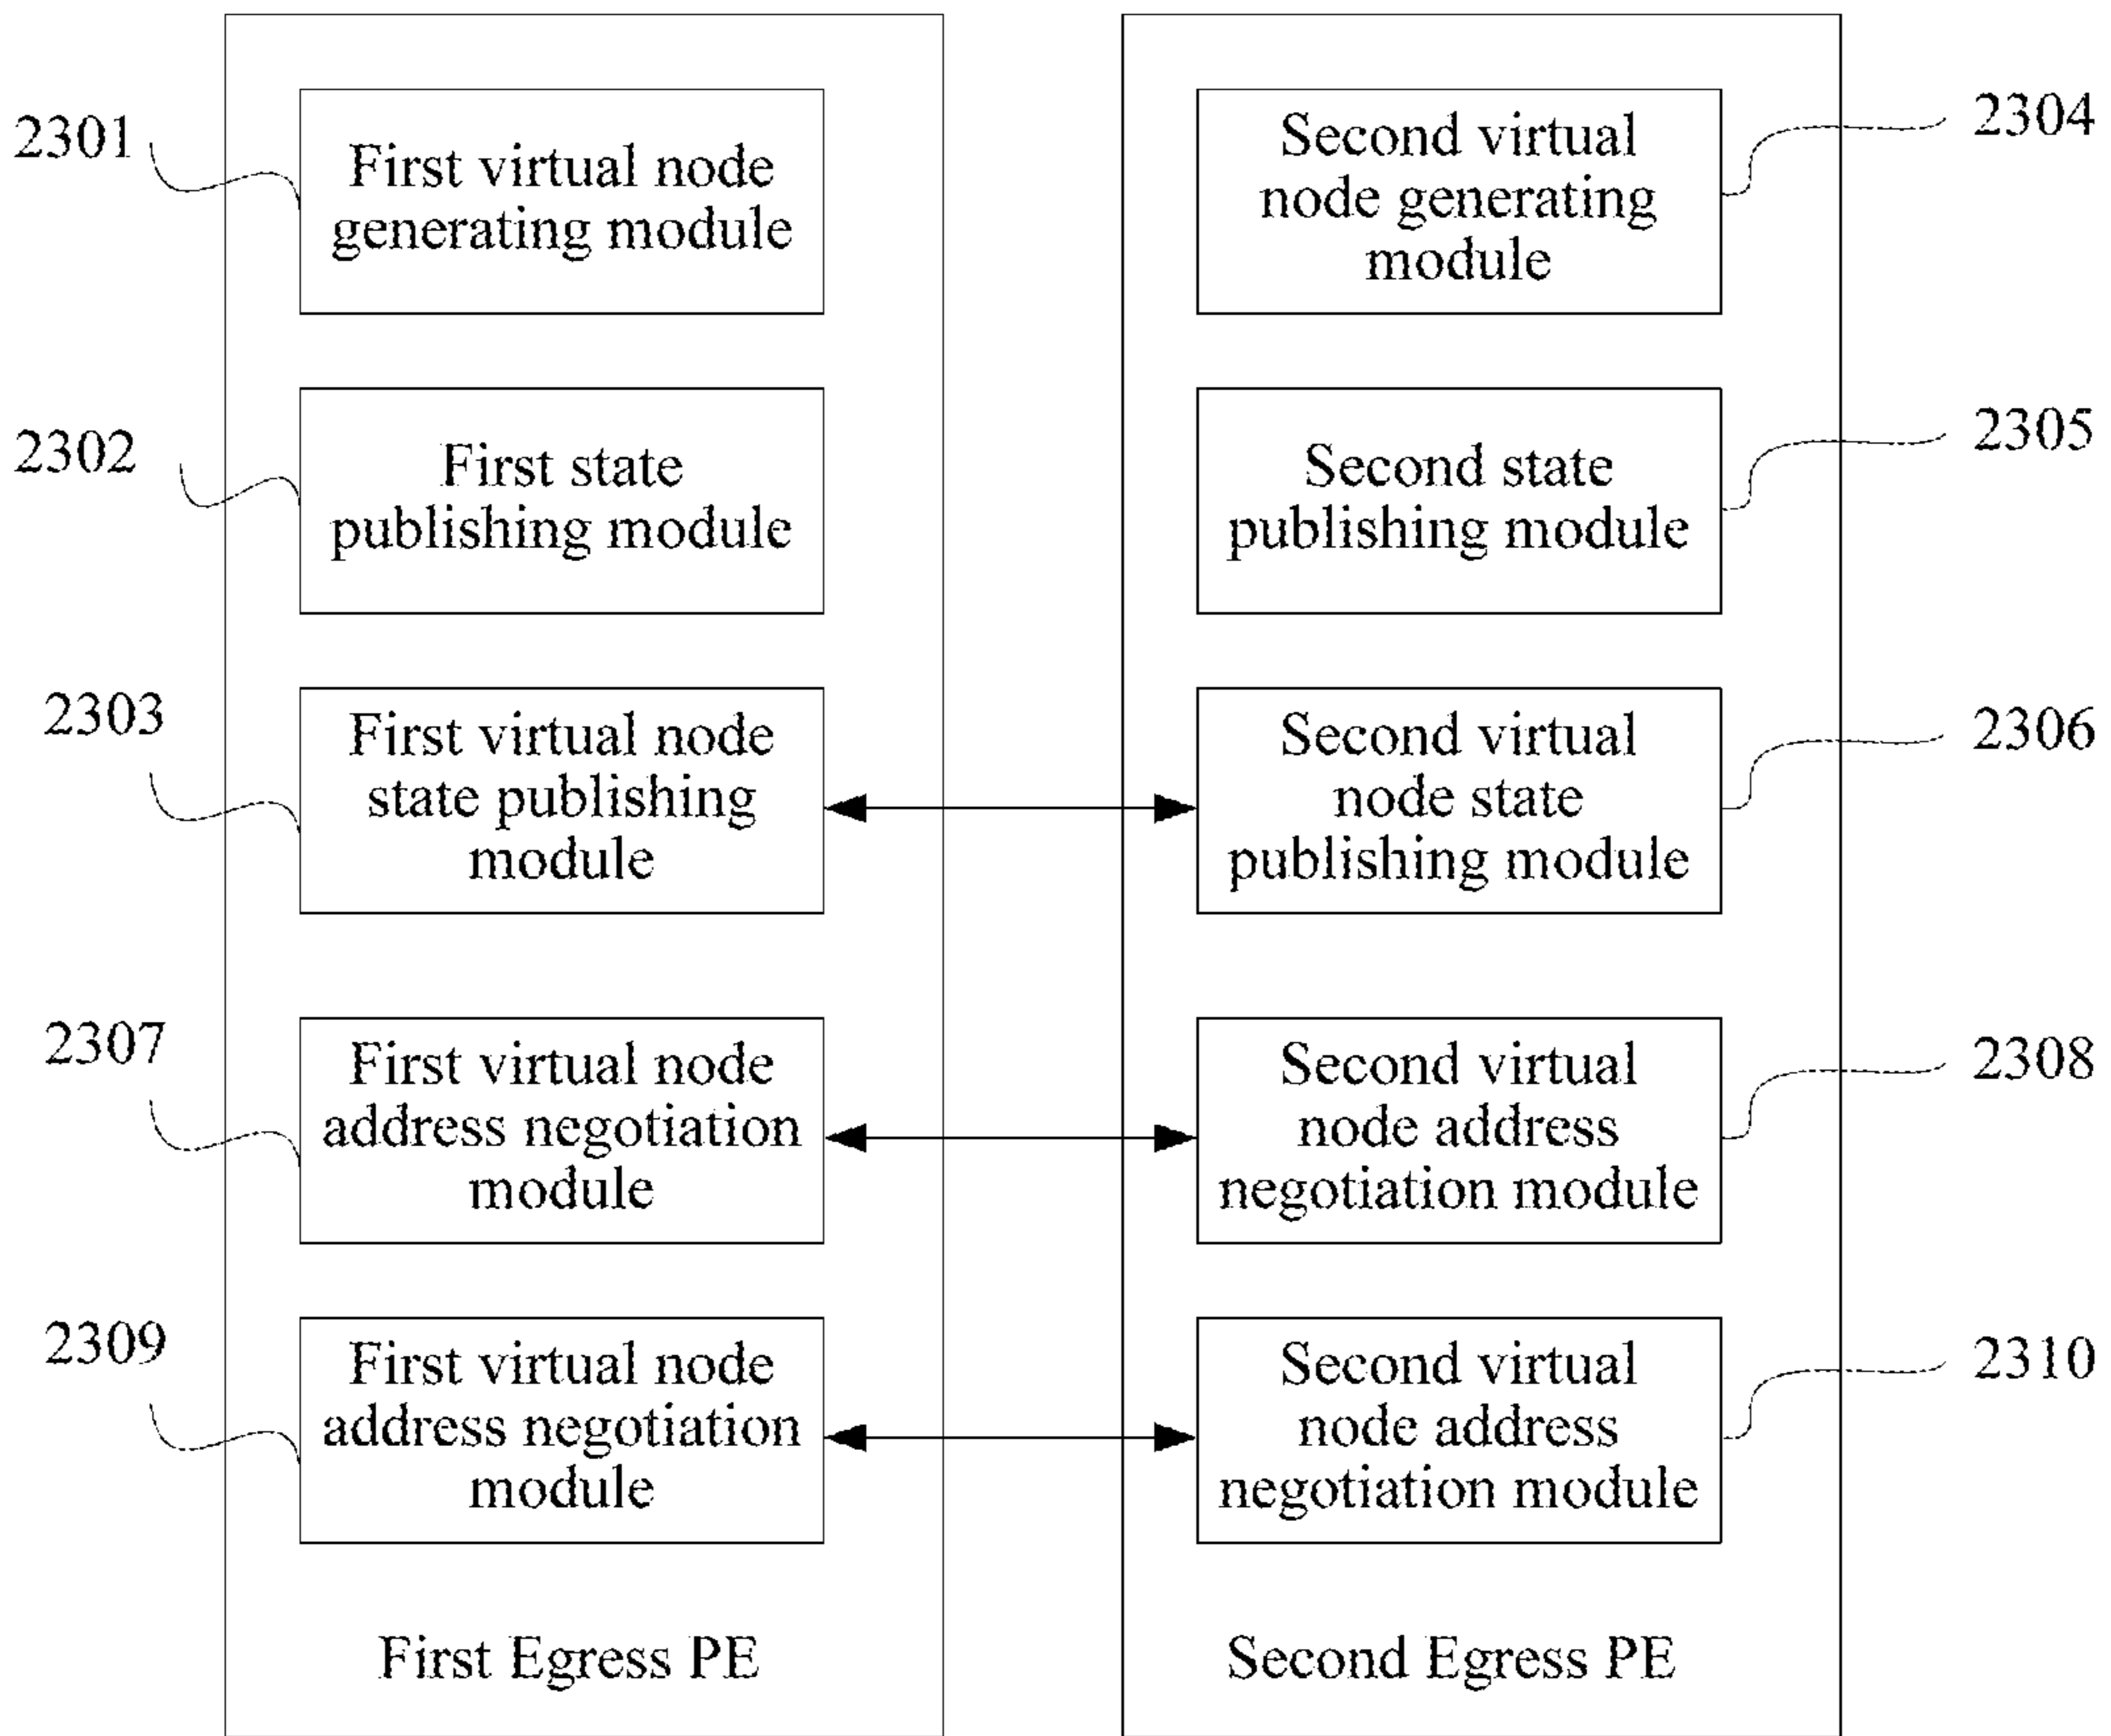 2301
First virtual node
generating module
Second virtual
node generating
module
2304
2302
First state
publishing module
Second state
publishing module
2305
2303
First virtual node
state publishing
module
Second virtual
node state
publishing module
2306
2307
First virtual node
address negotiation
module
Second virtual
node address
negotiation module
2308
2309
First virtual node
address negotiation
module
Second virtual
node address
negotiation module
2310
First Egress PE
Second Egress PE